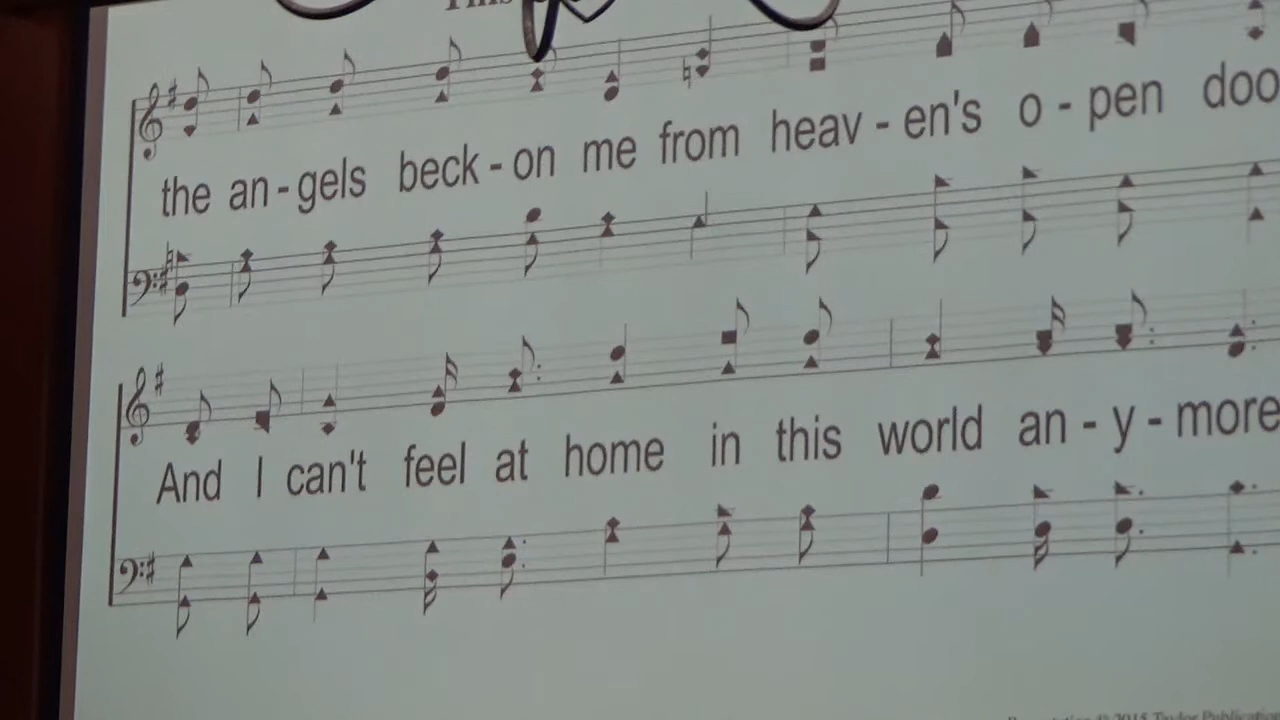 This
the an-gels beck-on me from heav-en's o-pen doo
And I can't feel at home in this world an-y-more